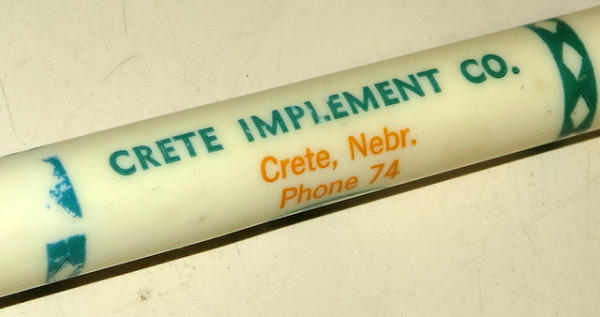 CRETE IMPLEMENT CO.
Crete, Nebr.
Phone 74